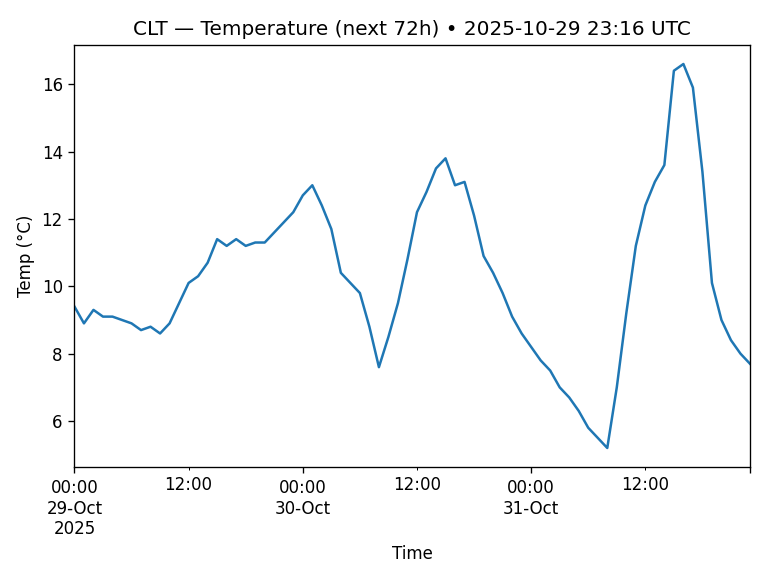 CLT — Temperature (next 72h) • 2025-10-29 23:16 UTC
Temp (°C)
16
14
12
10
8
6
00:00 12:00 00:00 12:00 00:00 12:00
29-Oct 30-Oct 31-Oct
2025
Time